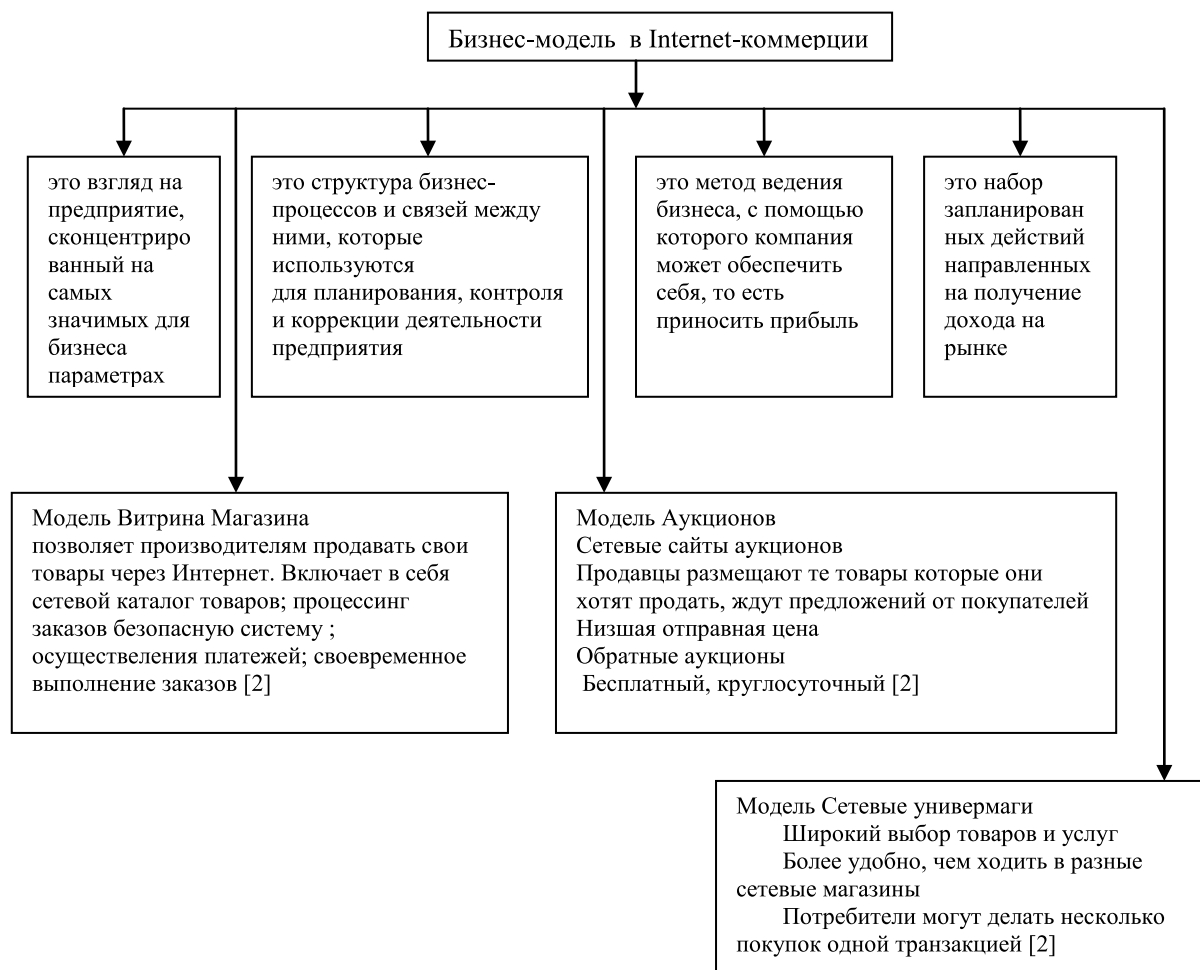 Бизнес-модель в Internet-коммерции
это взгляд на
предприятие,
сконцентриро
ванный на
самых
значимых для
бизнеса
параметрах
это структура бизнес-
процессов и связей между
ними, которые
используются
для планирования, контроля
и коррекции деятельности
предприятия
это метод ведения
бизнеса, с помощью
которого компания
может обеспечить
себя, то есть
приносить прибыль
это набор
запланирован
ных действий
направленных
на получение
дохода на
рынке
Модель Витрина Магазина
позволяет производителям продавать свои
товары через Интернет. Включает в себя
сетевой каталог товаров; процессинг
заказов безопасную систему ;
осуществеления платежей; своевременное
выполнение заказов [2]
Модель Аукционов
Сетевые сайты аукционов
Продавцы размещают те товары которые они
хотят продать, ждут предложений от покупателей
Низшая отправная цена
Обратные аукционы
Бесплатный, круглосуточный [2]
Модель Сетевые универмаги
Широкий выбор товаров и услуг
Более удобно, чем ходить в разные
сетевые магазины
Потребители могут делать несколько
покупок одной транзакцией [2]